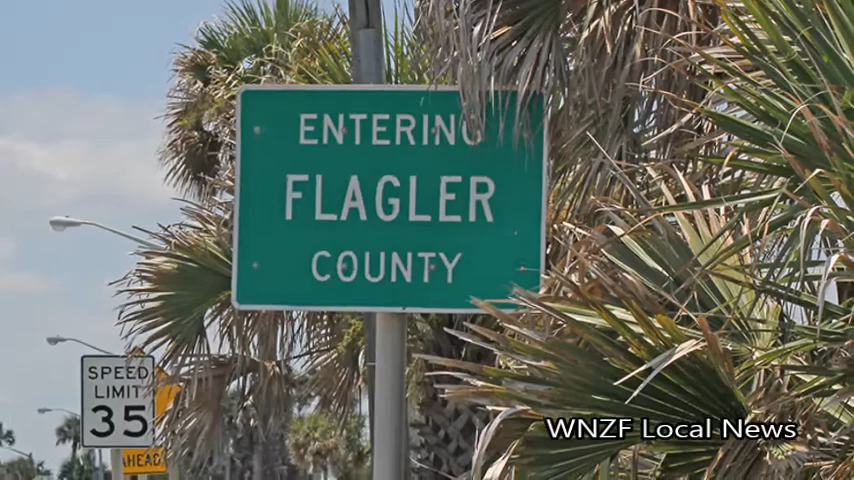 ENTERING
FLAGLER
COUNTY
SPEED
LIMIT
35
AHEAD
WNZF Local News